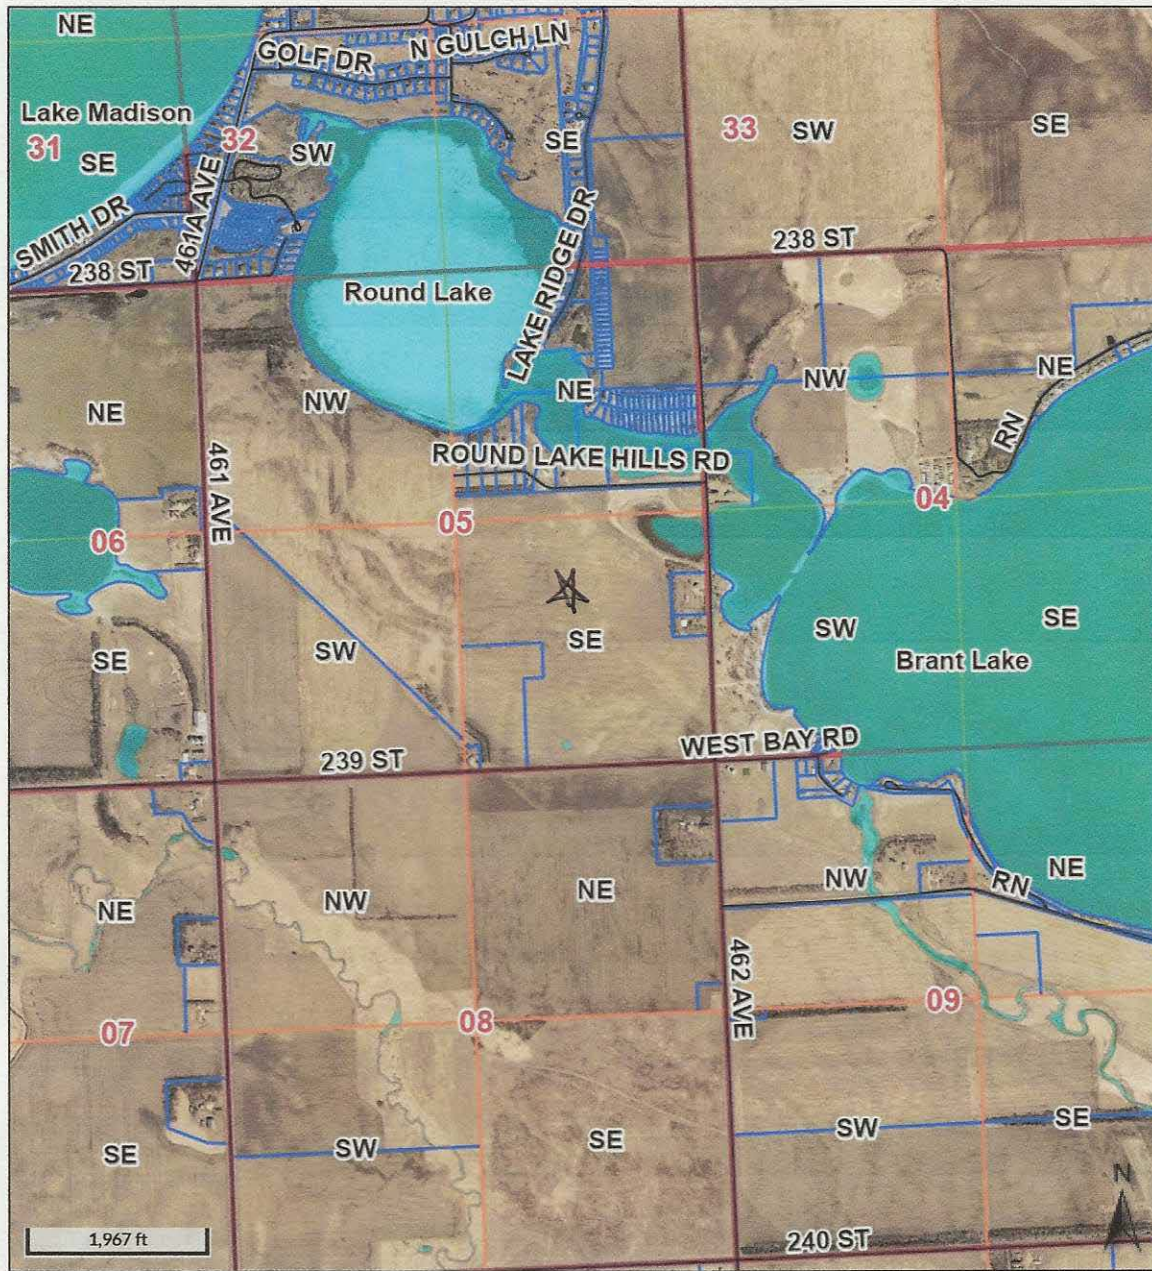 NE
GOLF DR
N GULCH LN
Lake Madison
31
SE
32
SW
SE
33
SW
SE
SMITH DR
461A AVE
238 ST
LAKE RIDGE DR
238 ST
Round Lake
NE
NW
NE
NW
NE
RN
461 AVE
ROUND LAKE HILLS RD
06
05
04
SE
SW
SE
SW
SE
Brant Lake
239 ST
WEST BAY RD
NE
NW
NE
NW
NE
RN
462 AVE
07
08
09
SE
SW
SE
SW
SE
N
1,967 ft
240 ST